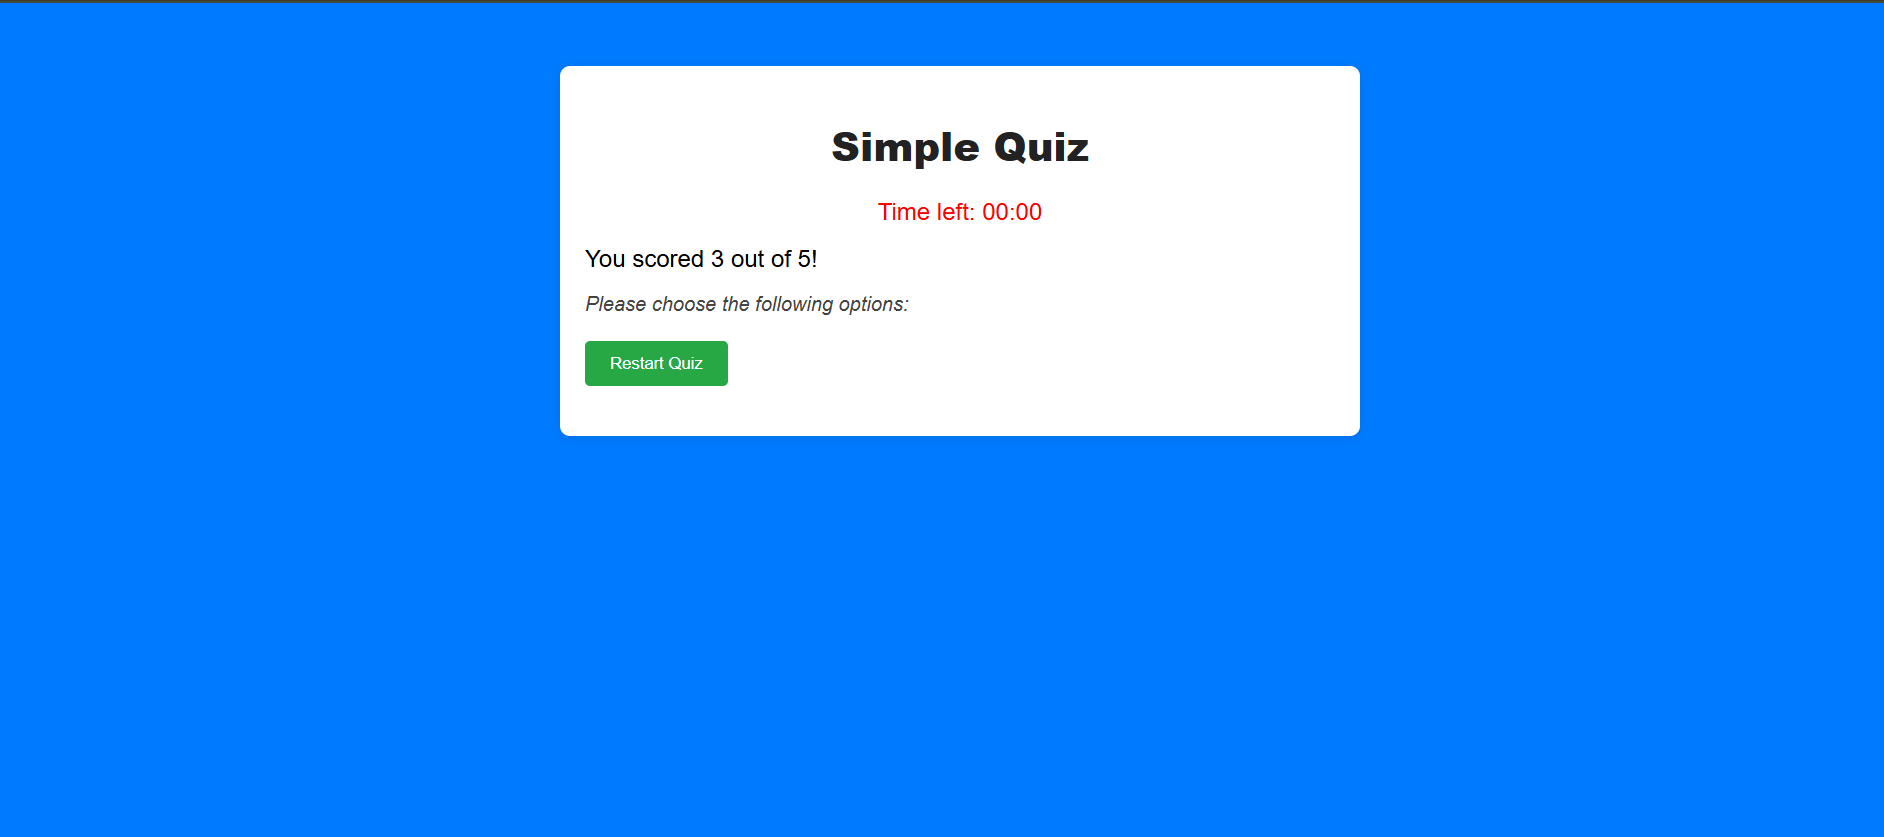 Simple Quiz
Time left: 00:00
You scored 3 out of 5!
Please choose the following options:
Restart Quiz